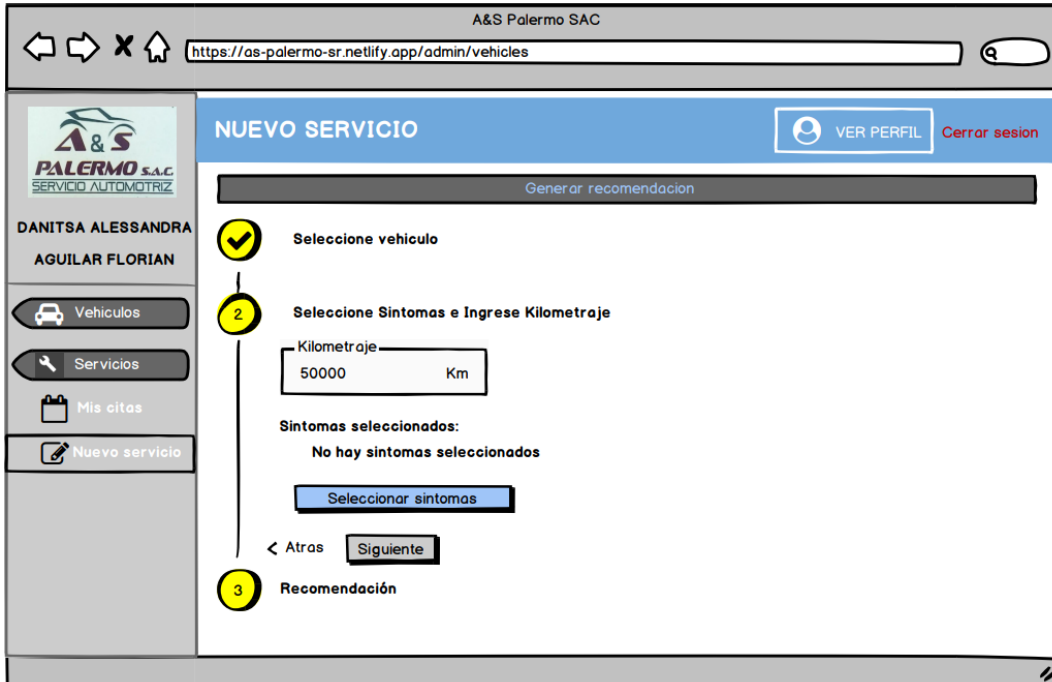 A&S Palermo SAC
https://as-palermo-sr.netlify.app/admin/vehicles
A & S
PALERMO S.A.C.
SERVICIO AUTOMOTRIZ
DANITSA ALESSANDRA
AGUILAR FLORIAN
Vehiculos
Servicios
Mis citas
Nuevo servicio
NUEVO SERVICIO
VER PERFIL
Cerrar sesion
Generar recomendacion
Seleccione vehiculo
2
Seleccione Sintomas e Ingrese Kilometraje
Kilometraje
50000 Km
Sintomas seleccionados:
No hay sintomas seleccionados
Seleccionar sintomas
< Atras
Siguiente
3
Recomendación